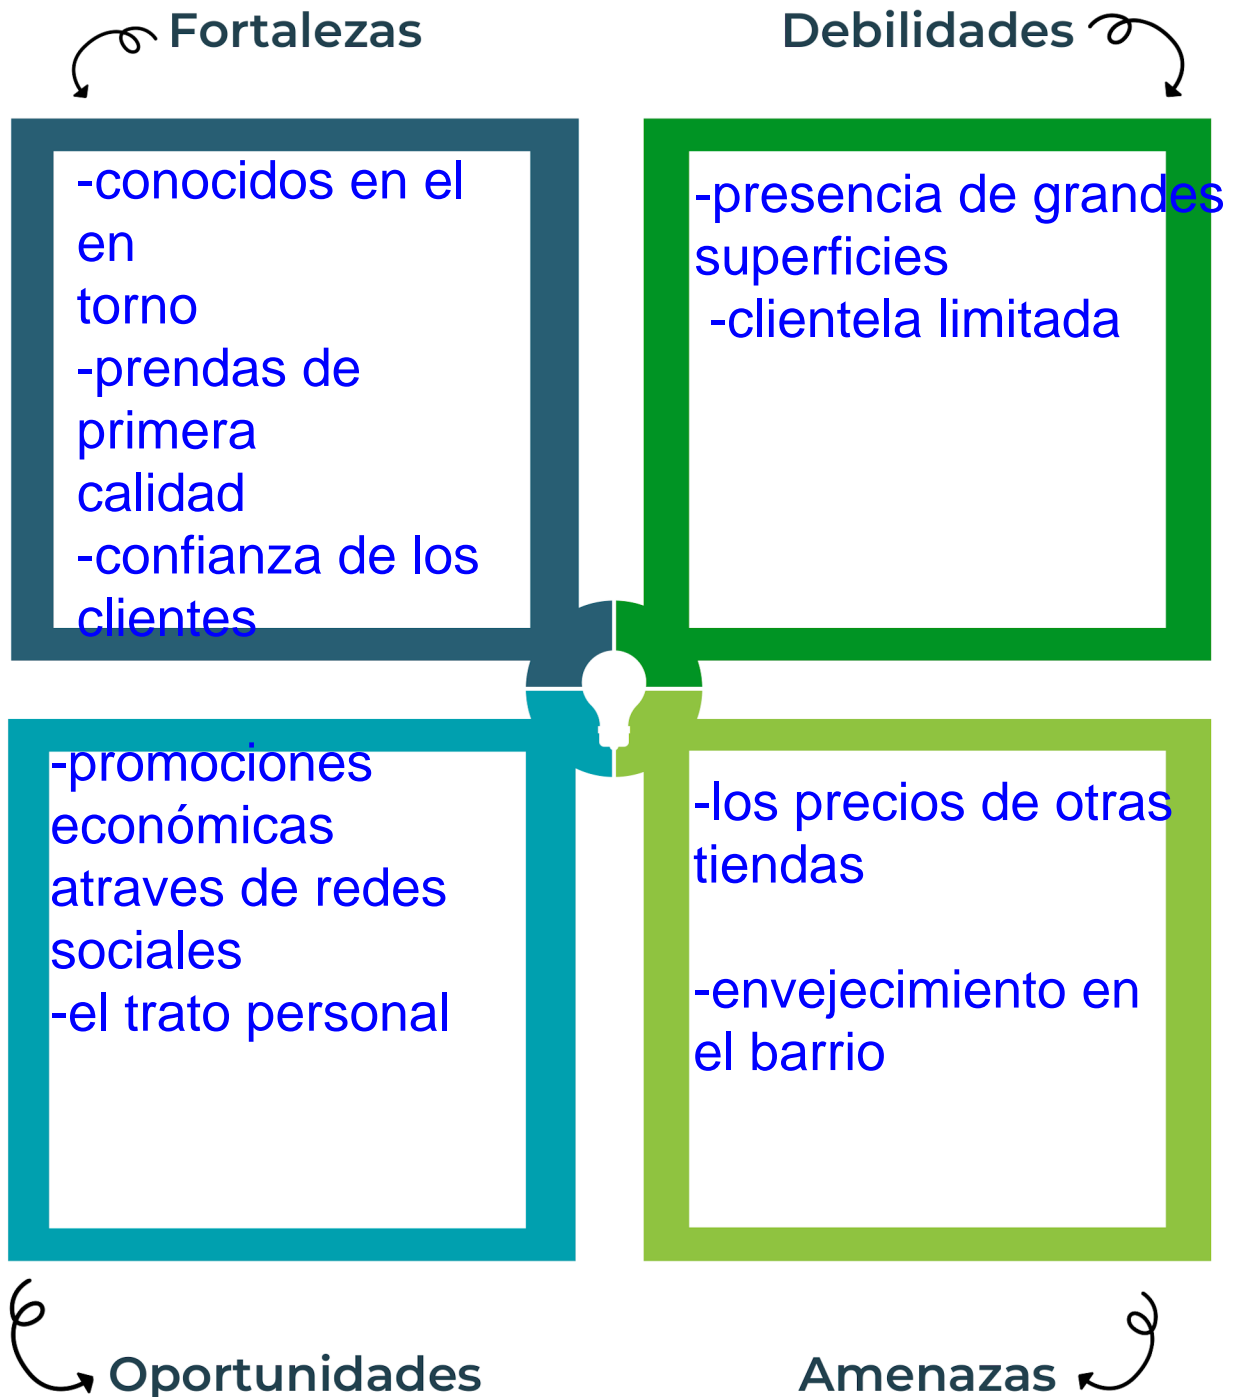 Fortalezas
-conocidos en el
en
torno
-prendas de
primera
calidad
-confianza de los
clientes
Debilidades
-presencia de grandes
superficies
-clientela limitada
-promociones
económicas
atraves de redes
sociales
-el trato personal
Oportunidades
-los precios de otras
tiendas
-envejecimiento en
el barrio
Amenazas